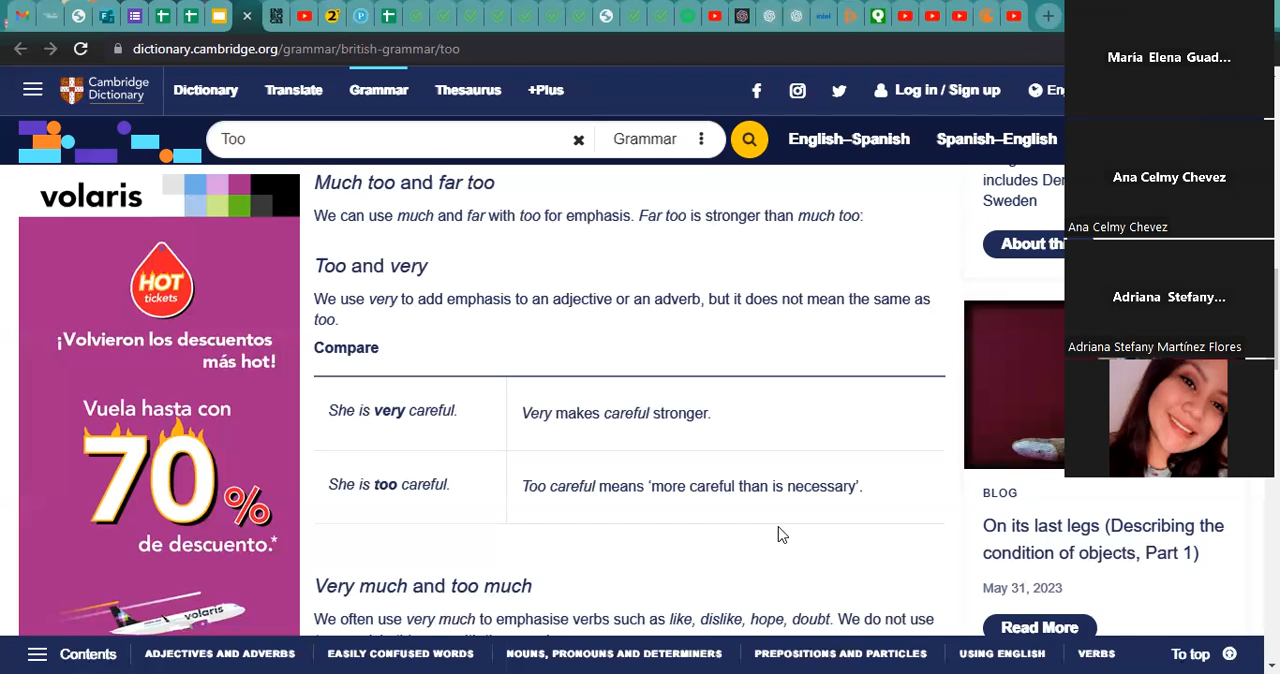 dictionary.cambridge.org/grammar/british-grammar/too
Cambridge
Dictionary
Dictionary
Translate
Grammar
Thesaurus
+Plus
Log in / Sign up
En
Too
Grammar
English–Spanish
Spanish–English
volaris
HOT
tickets
¡Volvieron los descuentos
más hot!
Vuela hasta con
70%
de descuento.*
volaris
Much too and far too
We can use much and far with too for emphasis. Far too is stronger than much too:
Too and very
We use very to add emphasis to an adjective or an adverb, but it does not mean the same as
too.
Compare
She is very careful.
Very makes careful stronger.
She is too careful.
Too careful means ‘more careful than is necessary’.
Very much and too much
We often use very much to emphasise verbs such as like, dislike, hope, doubt. We do not use
includes Der
Sweden
About thi
BLOG
On its last legs (Describing the
condition of objects, Part 1)
May 31, 2023
Read More
María Elena Guad...
Ana Celmy Chevez
Ana Celmy Chevez
Adriana Stefany...
Adriana Stefany Martínez Flores
Contents
ADJECTIVES AND ADVERBS
EASILY CONFUSED WORDS
NOUNS, PRONOUNS AND DETERMINERS
PREPOSITIONS AND PARTICLES
USING ENGLISH
VERBS
To top